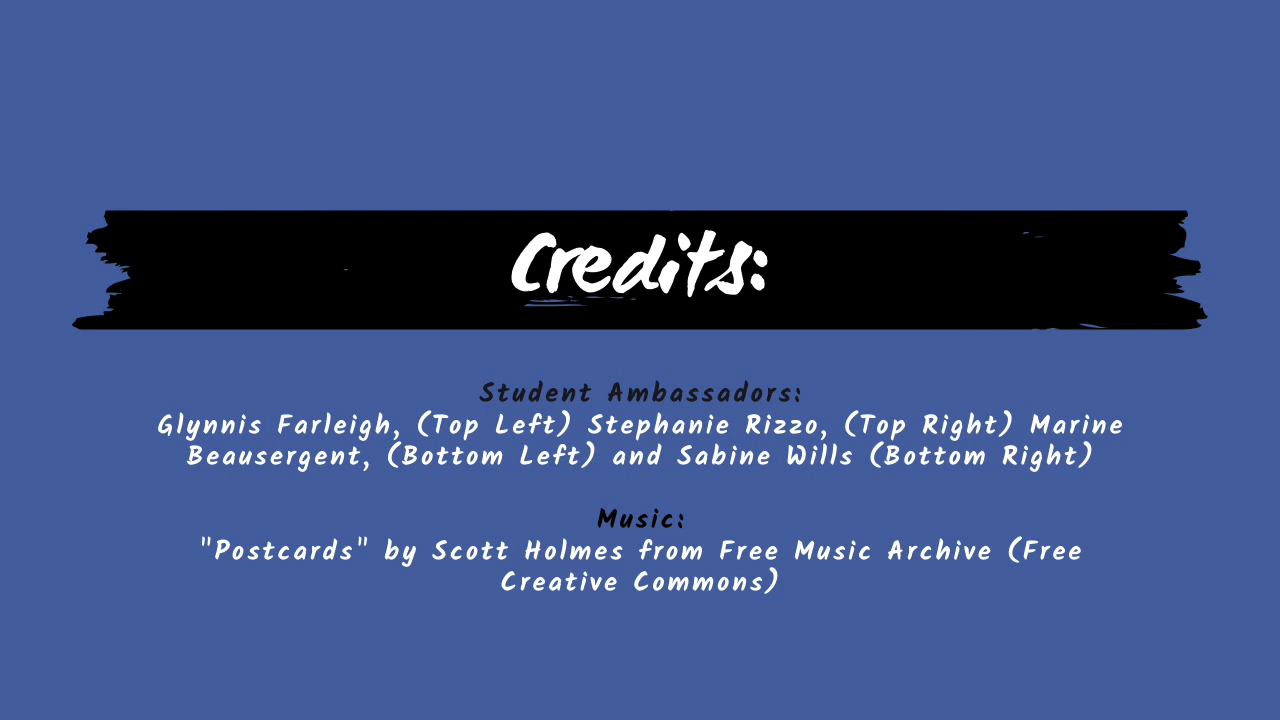 Credits:
Student Ambassadors:
Glynnis Farleigh, (Top Left) Stephanie Rizzo, (Top Right) Marine
Beausergent, (Bottom Left) and Sabine Wills (Bottom Right)
Music:
"Postcards" by Scott Holmes from Free Music Archive (Free
Creative Commons)